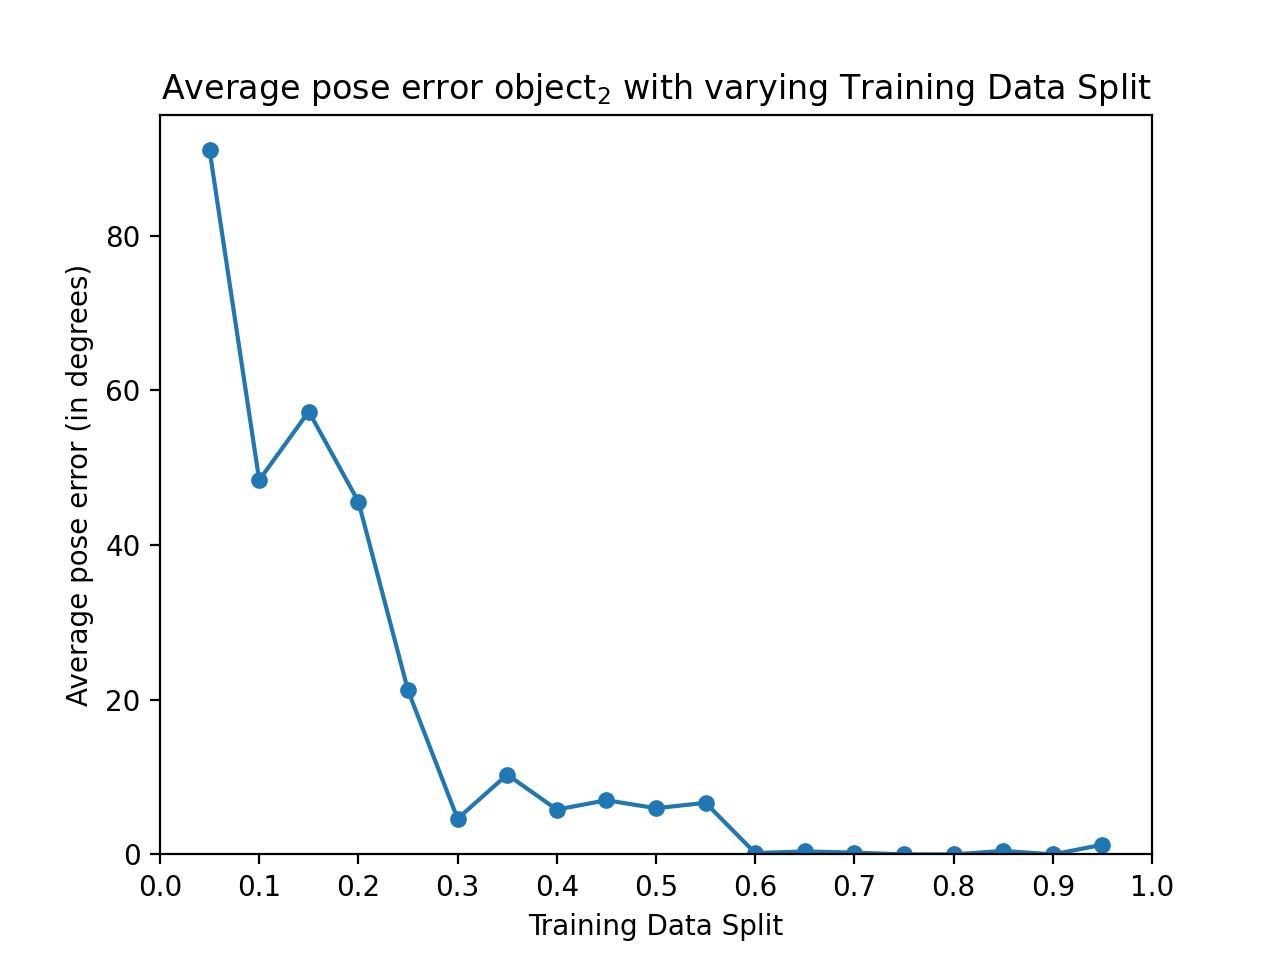 Average pose error object₂ with varying Training Data Split
Average pose error (in degrees)
80
60
40
20
0
0.0 0.1 0.2 0.3 0.4 0.5 0.6 0.7 0.8 0.9 1.0
Training Data Split